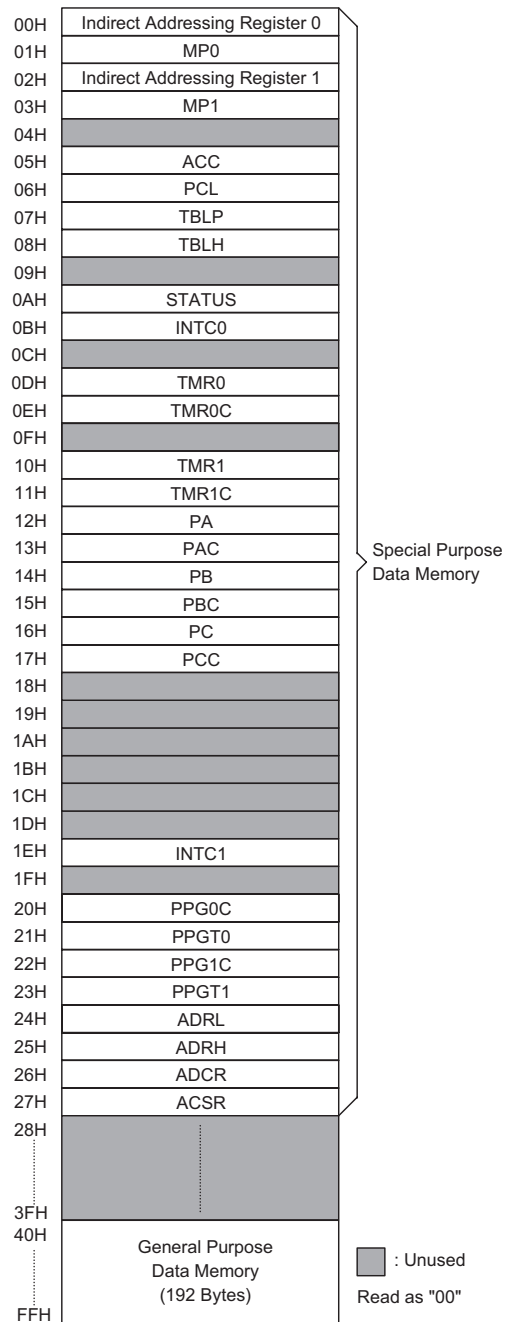 00H Indirect Addressing Register 0
01H MP0
02H Indirect Addressing Register 1
03H MP1
04H
05H ACC
06H PCL
07H TBLP
08H TBLH
09H
0AH STATUS
0BH INTC0
0CH
0DH TMR0
0EH TMR0C
0FH
10H TMR1
11H TMR1C
12H PA
13H PAC
14H PB
15H PBC
16H PC
17H PCC
18H
19H
1AH
1BH
1CH
1DH
1EH INTC1
1FH
20H PPG0C
21H PPGT0
22H PPG1C
23H PPGT1
24H ADRL
25H ADRH
26H ADCR
27H ACSR
28H
3FH
40H
FFH
General Purpose
Data Memory
(192 Bytes)
Special Purpose
Data Memory
: Unused
Read as "00"